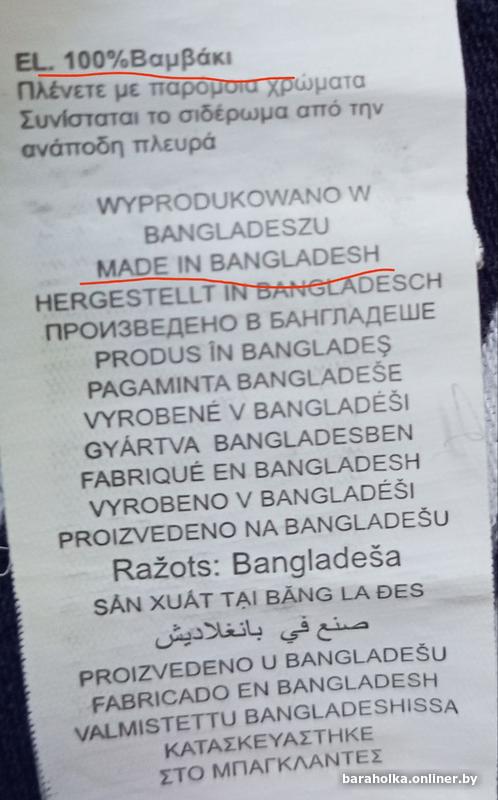 EL. 100%Βαμβάκι
Πλένετε με παρόμοια χρώματα
Συνίσταται το σιδέρωμα από την
ανάποδη πλευρά
WYPRODUKOWANO W
BANGLADESZU
MADE IN BANGLADESH
HERGESTELLT IN BANGLADESCH
ПРОИЗВЕДЕНО В БАНГЛАДЕШЕ
PRODUS ÎN BANGLADEŞ
PAGAMINTA BANGLADEŠE
VYROBENÉ V BANGLADÉŠI
GYÁRTVA BANGLADESBEN
FABRIQUÉ EN BANGLADESH
VYROBENO V BANGLADÉŠI
PROIZVEDENO NA BANGLADEŠU
Ražots: Bangladeša
SẢN XUẤT TẠI BĂNG LA ĐES
صنع في بانغلاديش
PROIZVEDENO U BANGLADEŠU
FABRICADO EN BANGLADESH
VALMISTETTU BANGLADESHISSA
ΚΑΤΑΣΚΕΥΑΣΤΗΚΕ
ΣΤΟ ΜΠΑΓΚΛΑΝΤΕΣ
baraholka.onliner.by